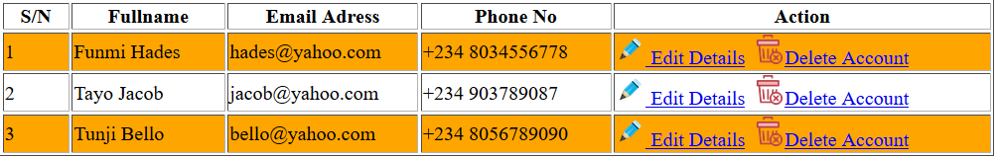 S/N Fullname Email Adress Phone No Action
1 Funmi Hades hades@yahoo.com +234 8034556778 Edit Details Delete Account
2 Tayo Jacob jacob@yahoo.com +234 903789087 Edit Details Delete Account
3 Tunji Bello bello@yahoo.com +234 8056789090 Edit Details Delete Account